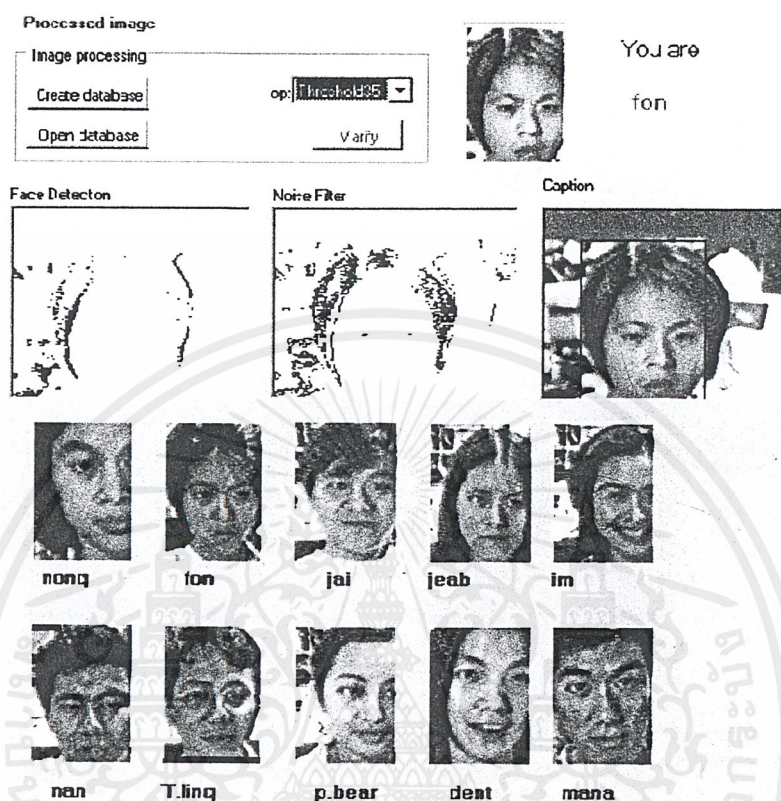 Processed image
Image processing
Create database
op: Threshold35
Open database
Varify
You are
fon
Face Detecton
Noise Filter
Caption
nong
fon
jai
jeab
im
nan
T.ling
p.bear
dent
mana